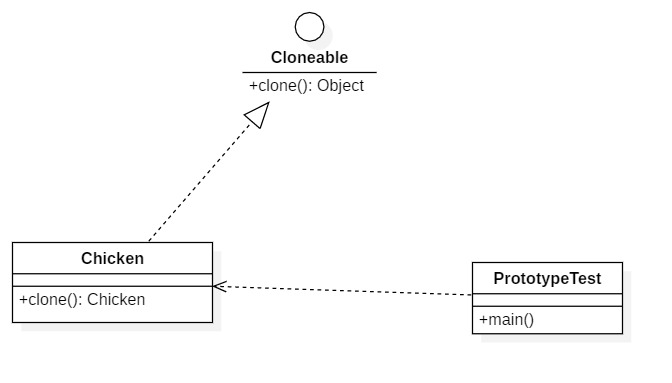 Cloneable
+clone(): Object
Chicken
+clone(): Chicken
PrototypeTest
+main()